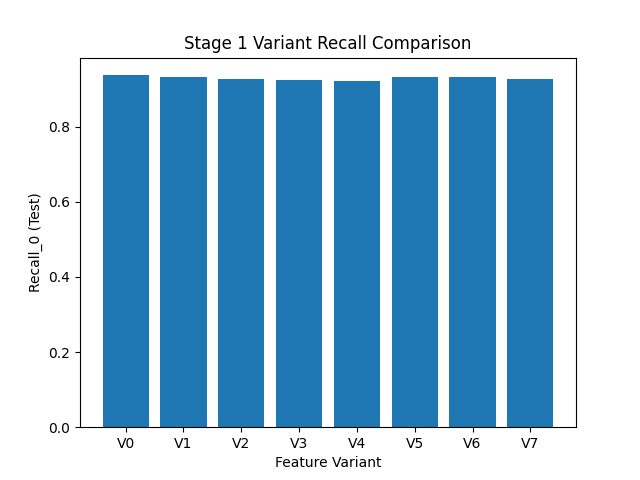 Stage 1 Variant Recall Comparison
Recall_0 (Test)
0.8
0.6
0.4
0.2
0.0
V0 V1 V2 V3 V4 V5 V6 V7
Feature Variant